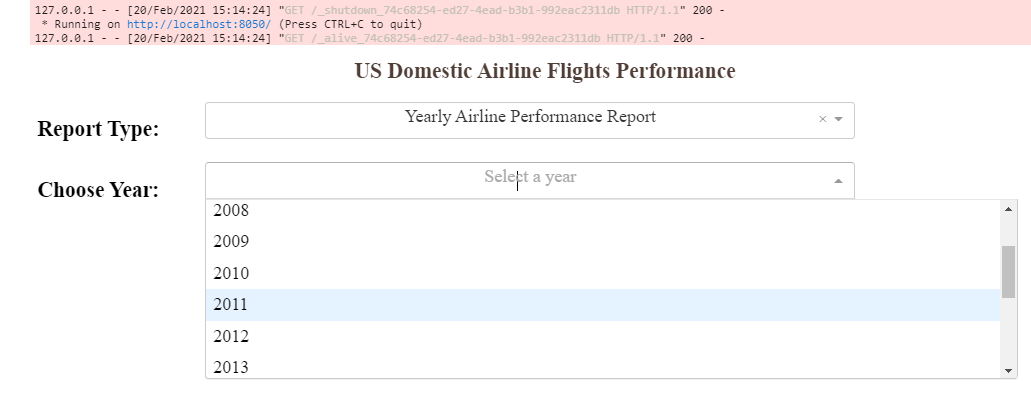 127.0.0.1 - - [20/Feb/2021 15:14:24] "GET /_shutdown_74c68254-ed27-4ead-b3b1-992eac2311db HTTP/1.1" 200 -
* Running on http://localhost:8050/ (Press CTRL+C to quit)
127.0.0.1 - - [20/Feb/2021 15:14:24] "GET /_alive_74c68254-ed27-4ead-b3b1-992eac2311db HTTP/1.1" 200 -
US Domestic Airline Flights Performance
Report Type: Yearly Airline Performance Report ×
Choose Year: Select a year
2008
2009
2010
2011
2012
2013